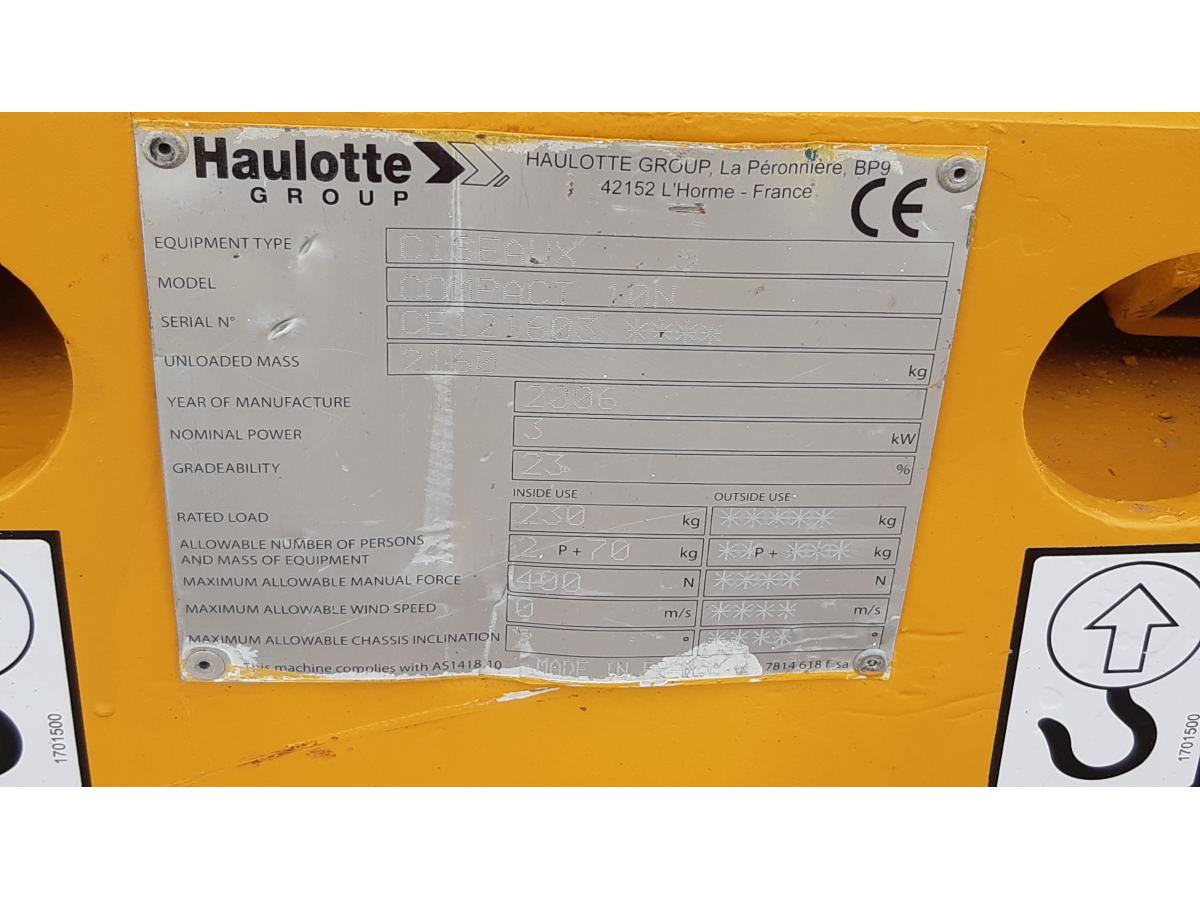 Haulotte
GROUP
HAULOTTE GROUP, La Péronnière, BP9
42152 L'Horme - France
CE
EQUIPMENT TYPE CISEAUX
MODEL COMPACT 10N
SERIAL N° CE121603 ****
UNLOADED MASS 2160 kg
YEAR OF MANUFACTURE 2006
NOMINAL POWER 3 kW
GRADEABILITY 23 %
INSIDE USE OUTSIDE USE
RATED LOAD 230 kg ***** kg
ALLOWABLE NUMBER OF PERSONS
AND MASS OF EQUIPMENT 2 P + 70 kg ** P + *** kg
MAXIMUM ALLOWABLE MANUAL FORCE 400 N **** N
MAXIMUM ALLOWABLE WIND SPEED 0 m/s **** m/s
MAXIMUM ALLOWABLE CHASSIS INCLINATION ° **** °
This machine complies with AS1418.10 MADE IN 7814 618 f sa
1701500
1701500